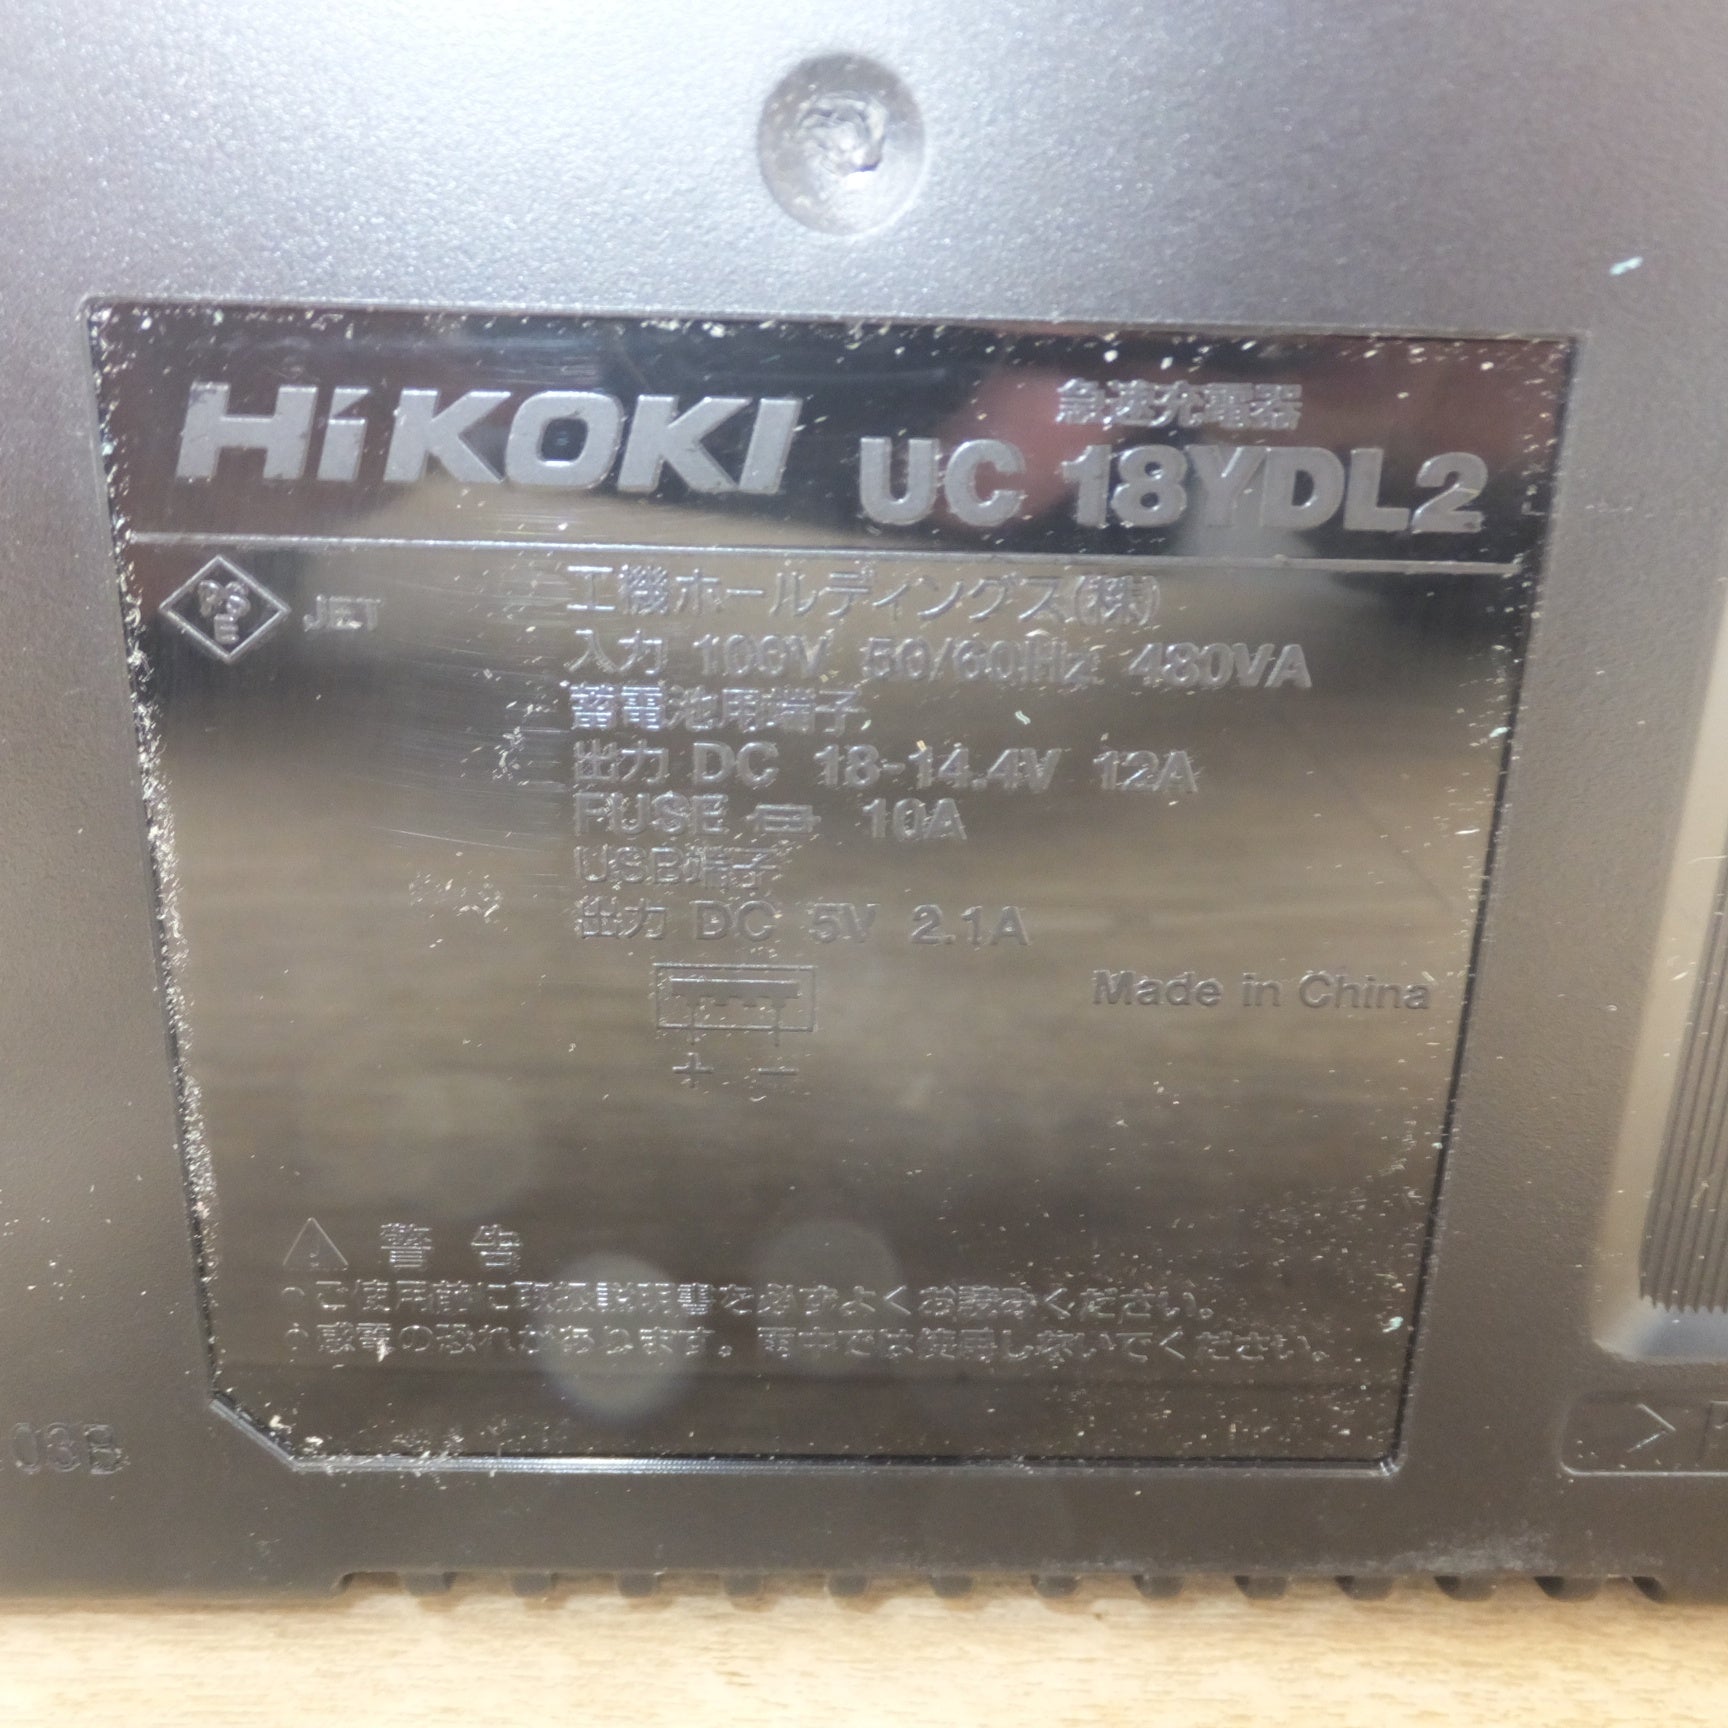 HiKOKI
急速充電器
UC 18YDL2
PSE JET
工機ホールディングス(株)
入力 100V 50/60Hz 480VA
蓄電池用端子
出力 DC 18-14.4V 12A
FUSE 10A
USB端子
出力 DC 5V 2.1A
Made in China
+ −
警 告
・ご使用前に取扱説明書を必ずよくお読みください。
・感電の恐れがあります。雨中では使用しないでください。
03B
>P